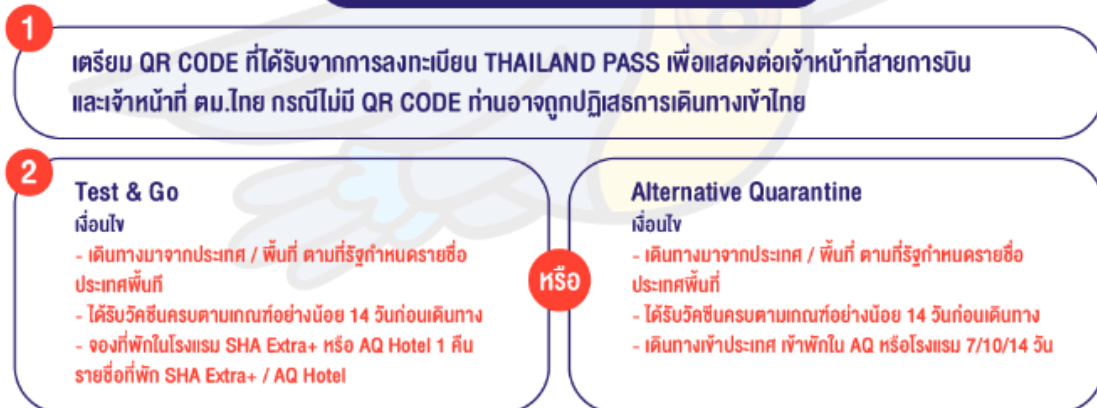 1
เตรียม QR CODE ที่ได้รับจากการลงทะเบียน THAILAND PASS เพื่อแสดงต่อเจ้าหน้าที่สายการบิน
และเจ้าหน้าที่ ตม.ไทย กรณีไม่มี QR CODE ท่านอาจถูกปฏิเสธการเดินทางเข้าไทย
2
Test & Go
เงื่อนไข
- เดินทางมาจากประเทศ / พื้นที่ ตามที่รัฐกำหนดรายชื่อ
ประเทศพื้นที
- ได้รับวัคซีนครบตามเกณฑ์อย่างน้อย 14 วันก่อนเดินทาง
- จองที่พักในโรงแรม SHA Extra+ หรือ AQ Hotel 1 คืน
รายชื่อที่พัก SHA Extra+ / AQ Hotel
หรือ
Alternative Quarantine
เงื่อนไข
- เดินทางมาจากประเทศ / พื้นที่ ตามที่รัฐกำหนดรายชื่อ
ประเทศพื้นที่
- ได้รับวัคซีนครบตามเกณฑ์อย่างน้อย 14 วันก่อนเดินทาง
- เดินทางเข้าประเทศ เข้าพักใน AQ หรือโรงแรม 7/10/14 วัน